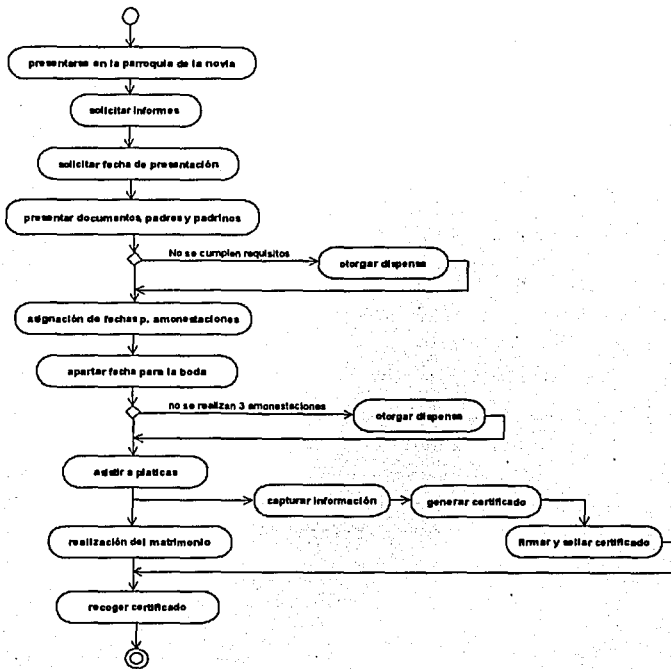 presentarse en la parroquia de la novia
solicitar informes
solicitar fecha de presentación
presentar documentos, padres y padrinos
No se cumplen requisitos
otorgar dispensa
asignación de fechas p. amonestaciones
apartar fecha para la boda
no se realizan 3 amonestaciones
otorgar dispensa
asistir a platicas
capturar información
generar certificado
realización del matrimonio
firmar y sellar certificado
recoger certificado